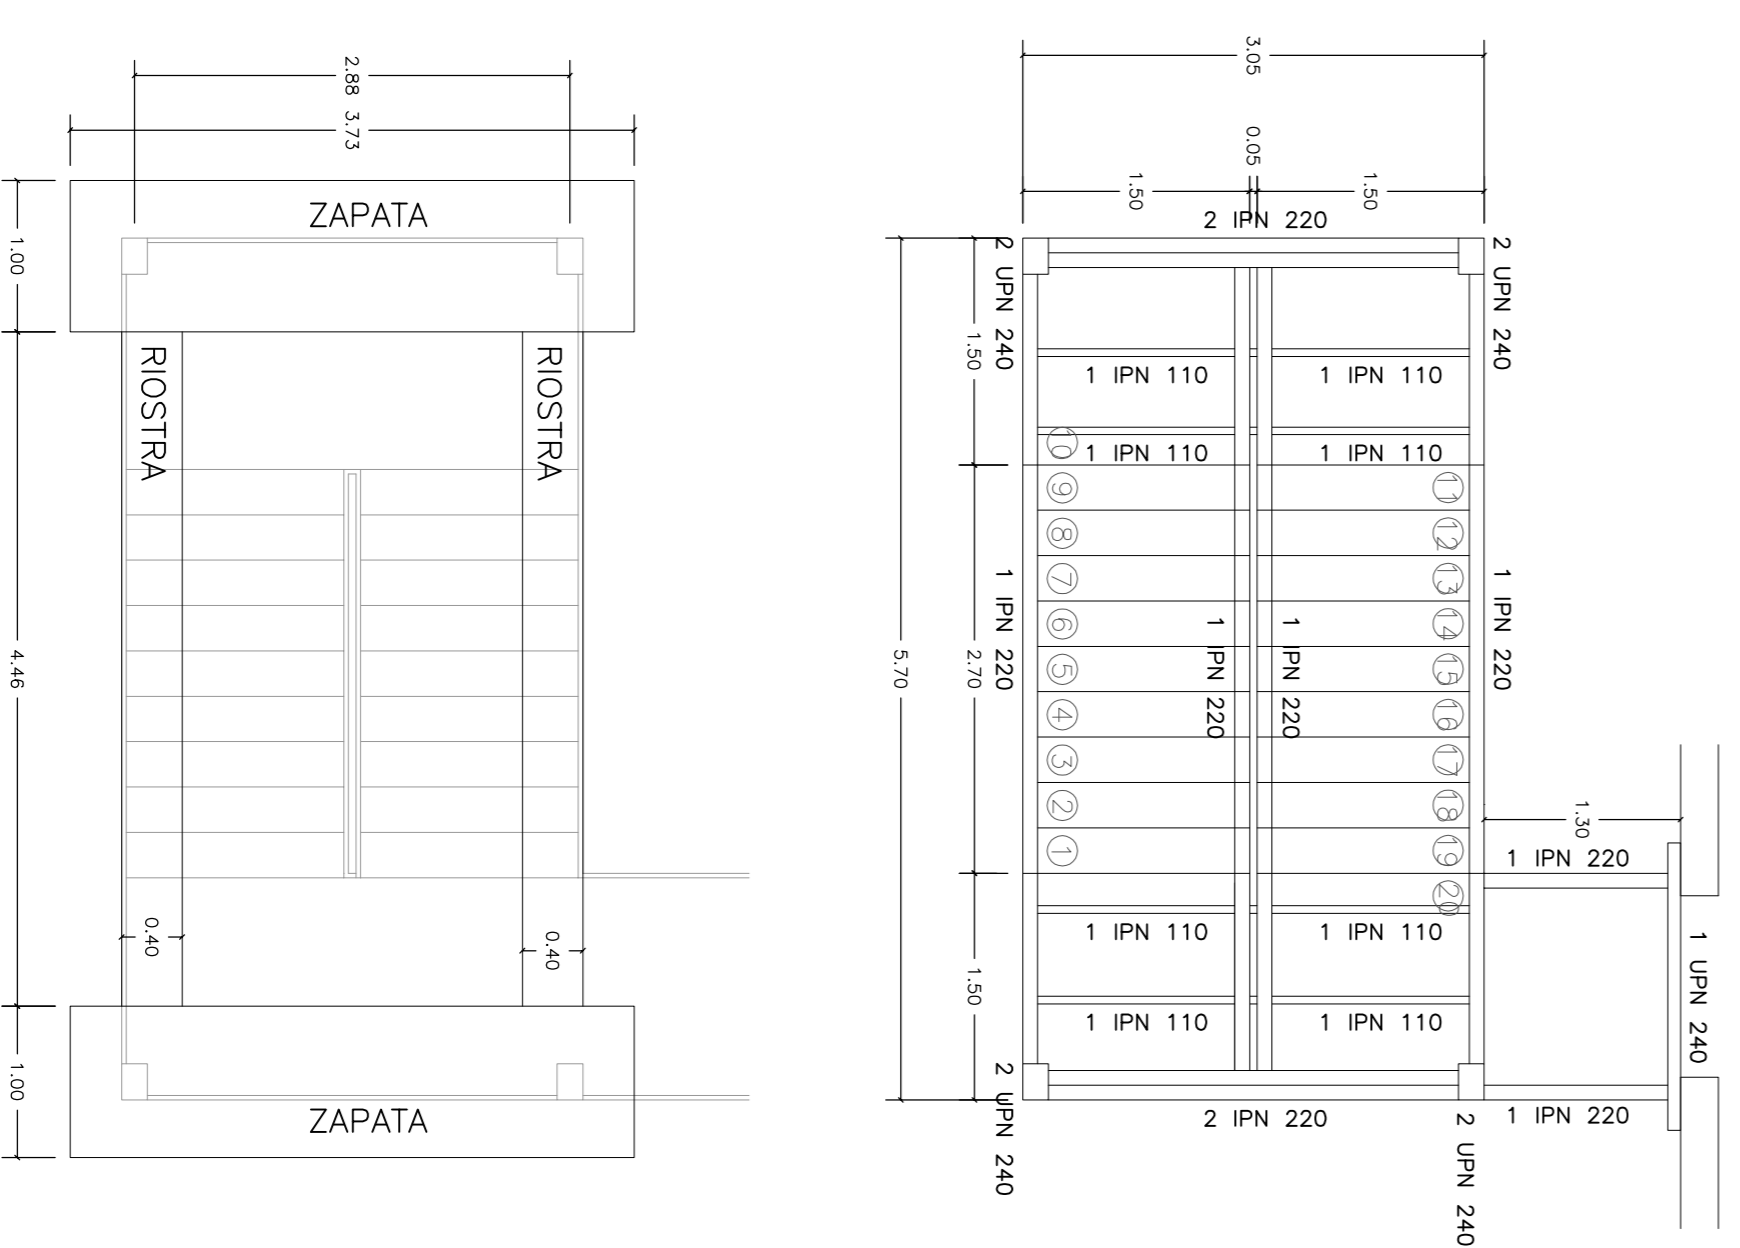 2.88
3.73
ZAPATA
1.00
RIOSTRA
RIOSTRA
4.46
0.40
0.40
1.00
ZAPATA
3.05
0.05
1.50
1.50
2 IPN 220
2 UPN 240
2 UPN 240
1.50
1 IPN 110
1 IPN 110
10
1 IPN 110
1 IPN 110
9
11
8
12
7
13
1 IPN 220
1 IPN 220
6
14
1 IPN 220
1 IPN 220
5
15
5.70
2.70
4
16
3
17
2
18
1.30
1
19
1 IPN 220
20
1 IPN 110
1 IPN 110
1 UPN 240
1.50
1 IPN 110
1 IPN 110
2 UPN 240
2 IPN 220
1 IPN 220
2 UPN 240